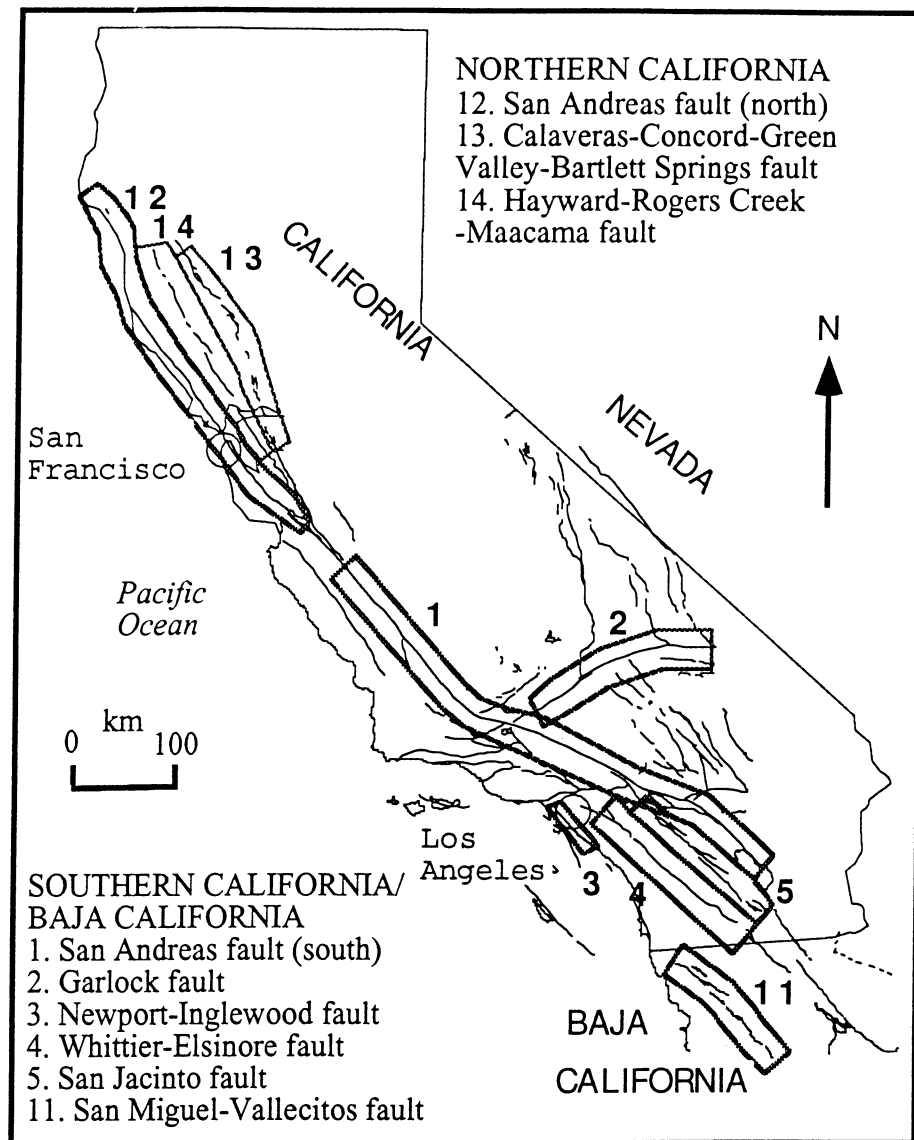 NORTHERN CALIFORNIA
12. San Andreas fault (north)
13. Calaveras-Concord-Green
Valley-Bartlett Springs fault
14. Hayward-Rogers Creek
-Maacama fault
12
14
13
CALIFORNIA
N
NEVADA
San
Francisco
Pacific
Ocean
1
2
km
0 100
Los
Angeles
3
4
5
11
BAJA
CALIFORNIA
SOUTHERN CALIFORNIA/
BAJA CALIFORNIA
1. San Andreas fault (south)
2. Garlock fault
3. Newport-Inglewood fault
4. Whittier-Elsinore fault
5. San Jacinto fault
11. San Miguel-Vallecitos fault